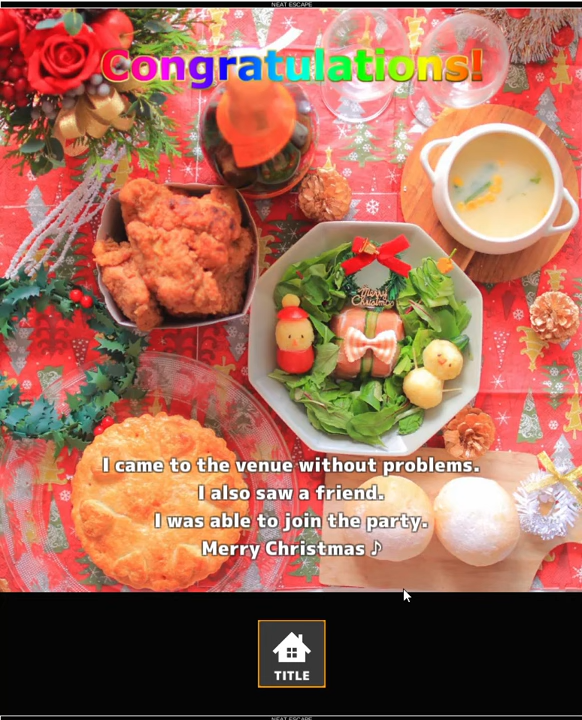 NEAT ESCAPE
Congratulations!
Merry
Christmas
I came to the venue without problems.
I also saw a friend.
I was able to join the party.
Merry Christmas ♪
TITLE
NEAT ESCAPE